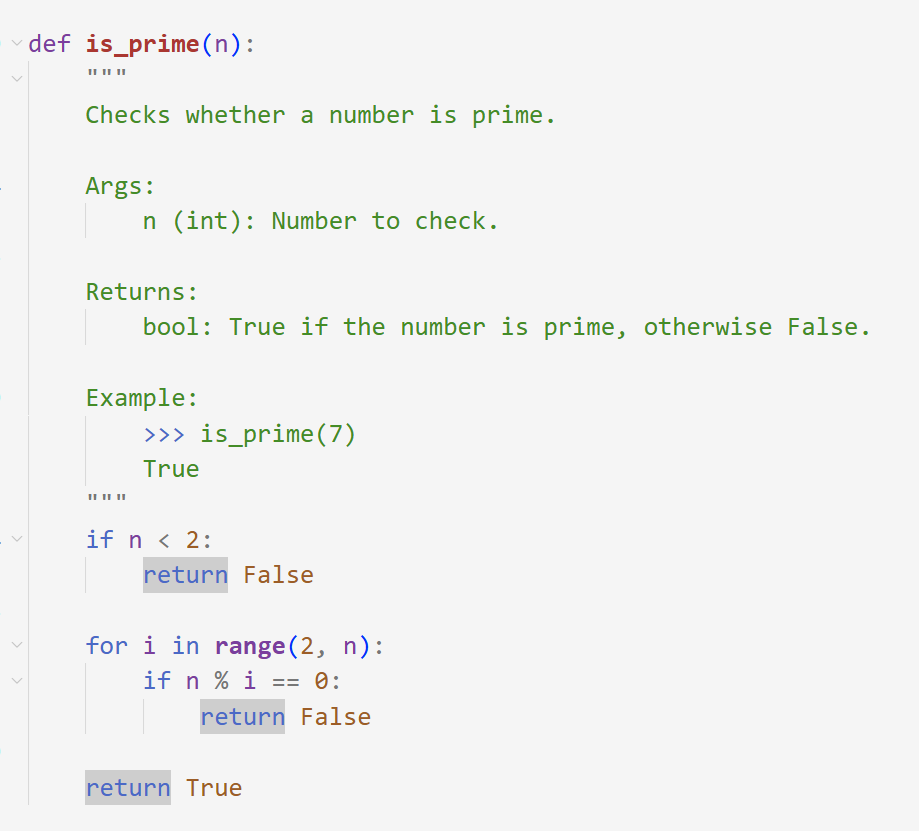 def is_prime(n):
    """
    Checks whether a number is prime.

    Args:
        n (int): Number to check.

    Returns:
        bool: True if the number is prime, otherwise False.

    Example:
        >>> is_prime(7)
        True
    """
    if n < 2:
        return False

    for i in range(2, n):
        if n % i == 0:
            return False

    return True